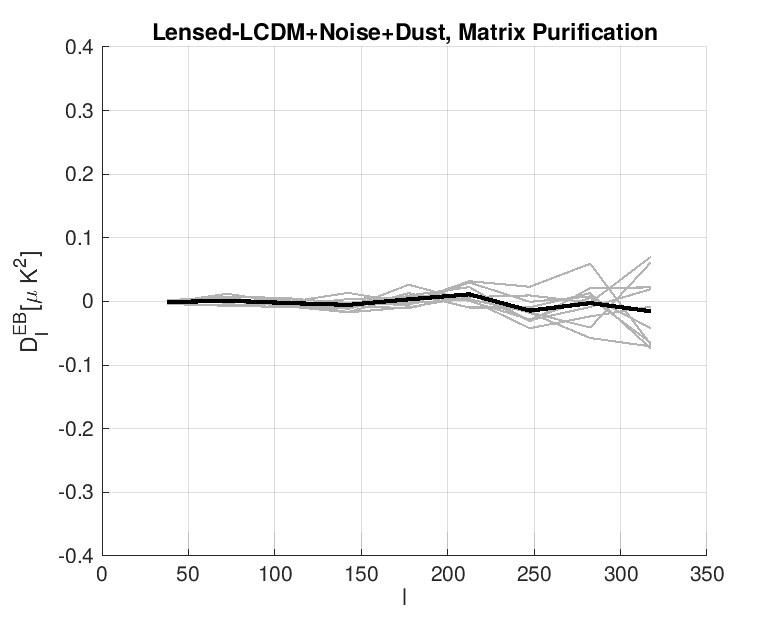 Lensed-LCDM+Noise+Dust, Matrix Purification
0.4
0.3
0.2
0.1
0
-0.1
-0.2
-0.3
-0.4
D_l^{EB}[μ K^2]
0 50 100 150 200 250 300 350
l